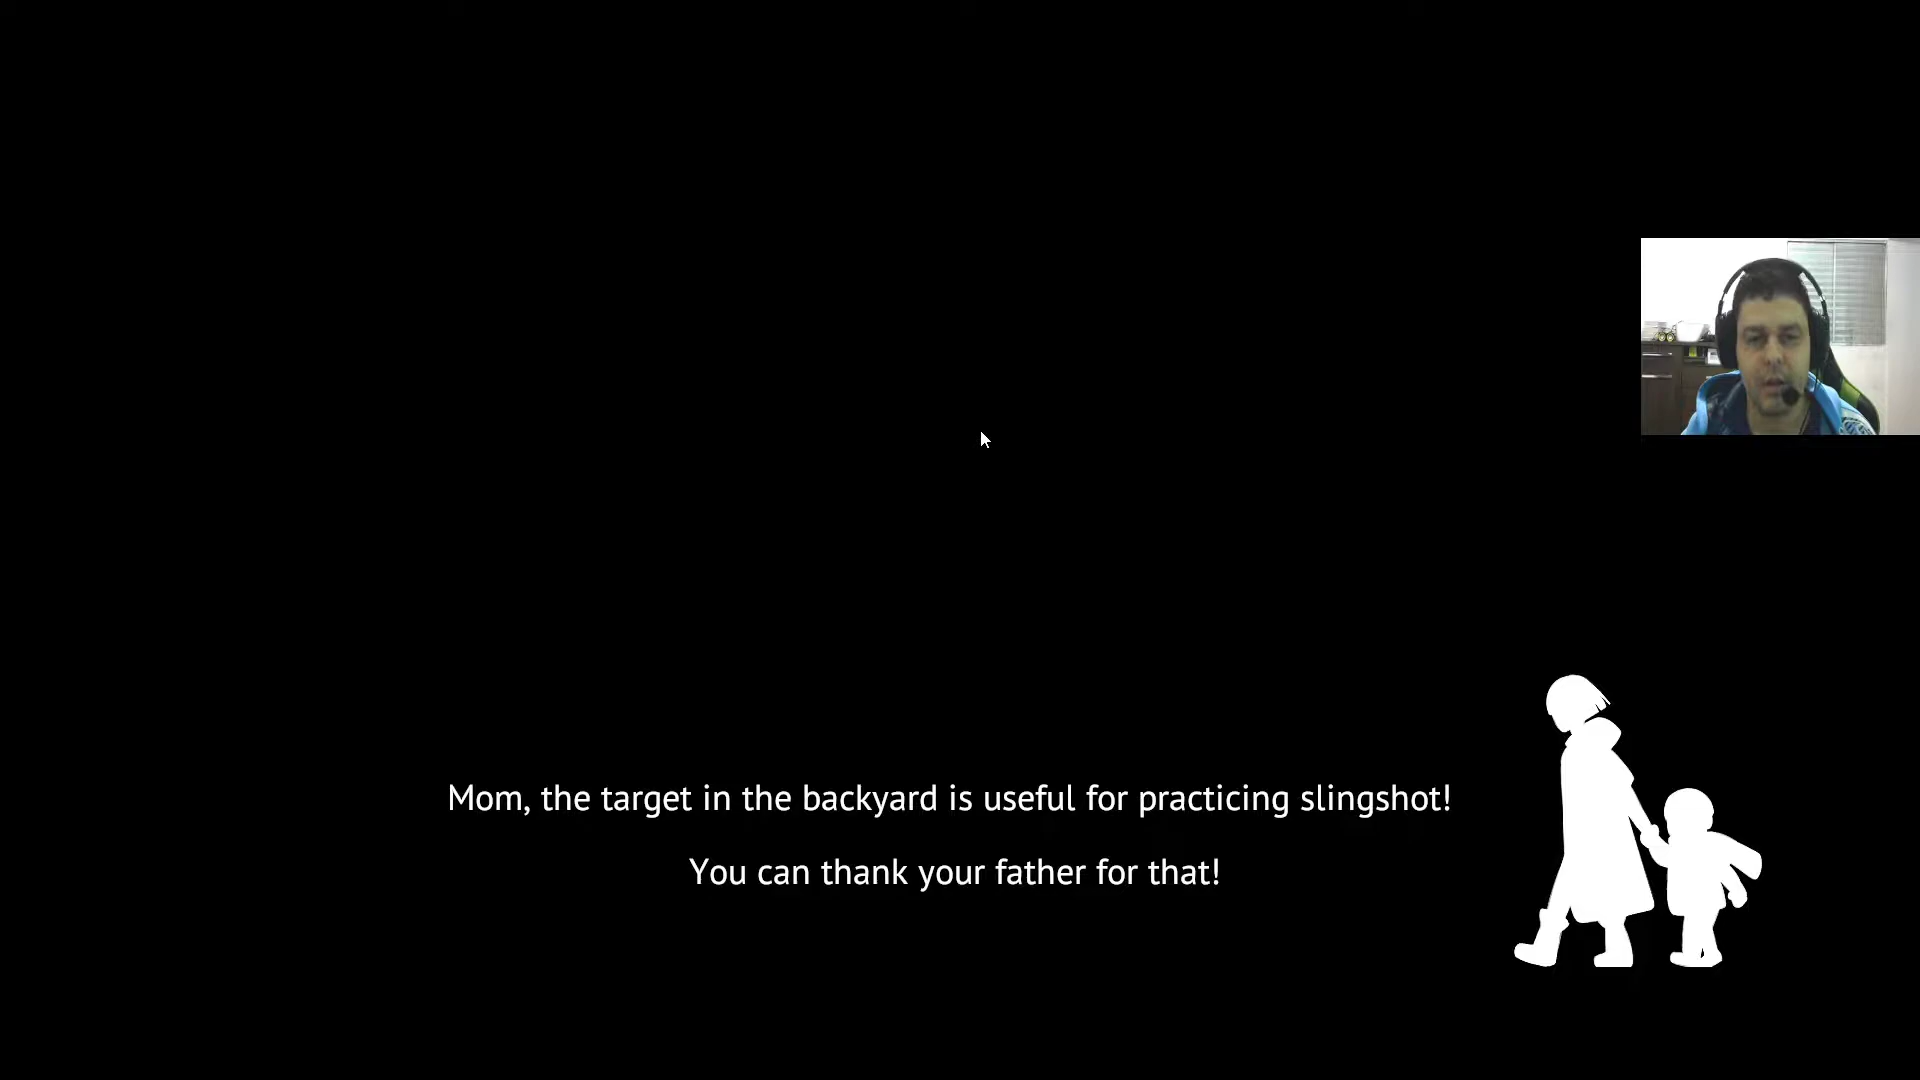 Mom, the target in the backyard is useful for practicing slingshot!
You can thank your father for that!